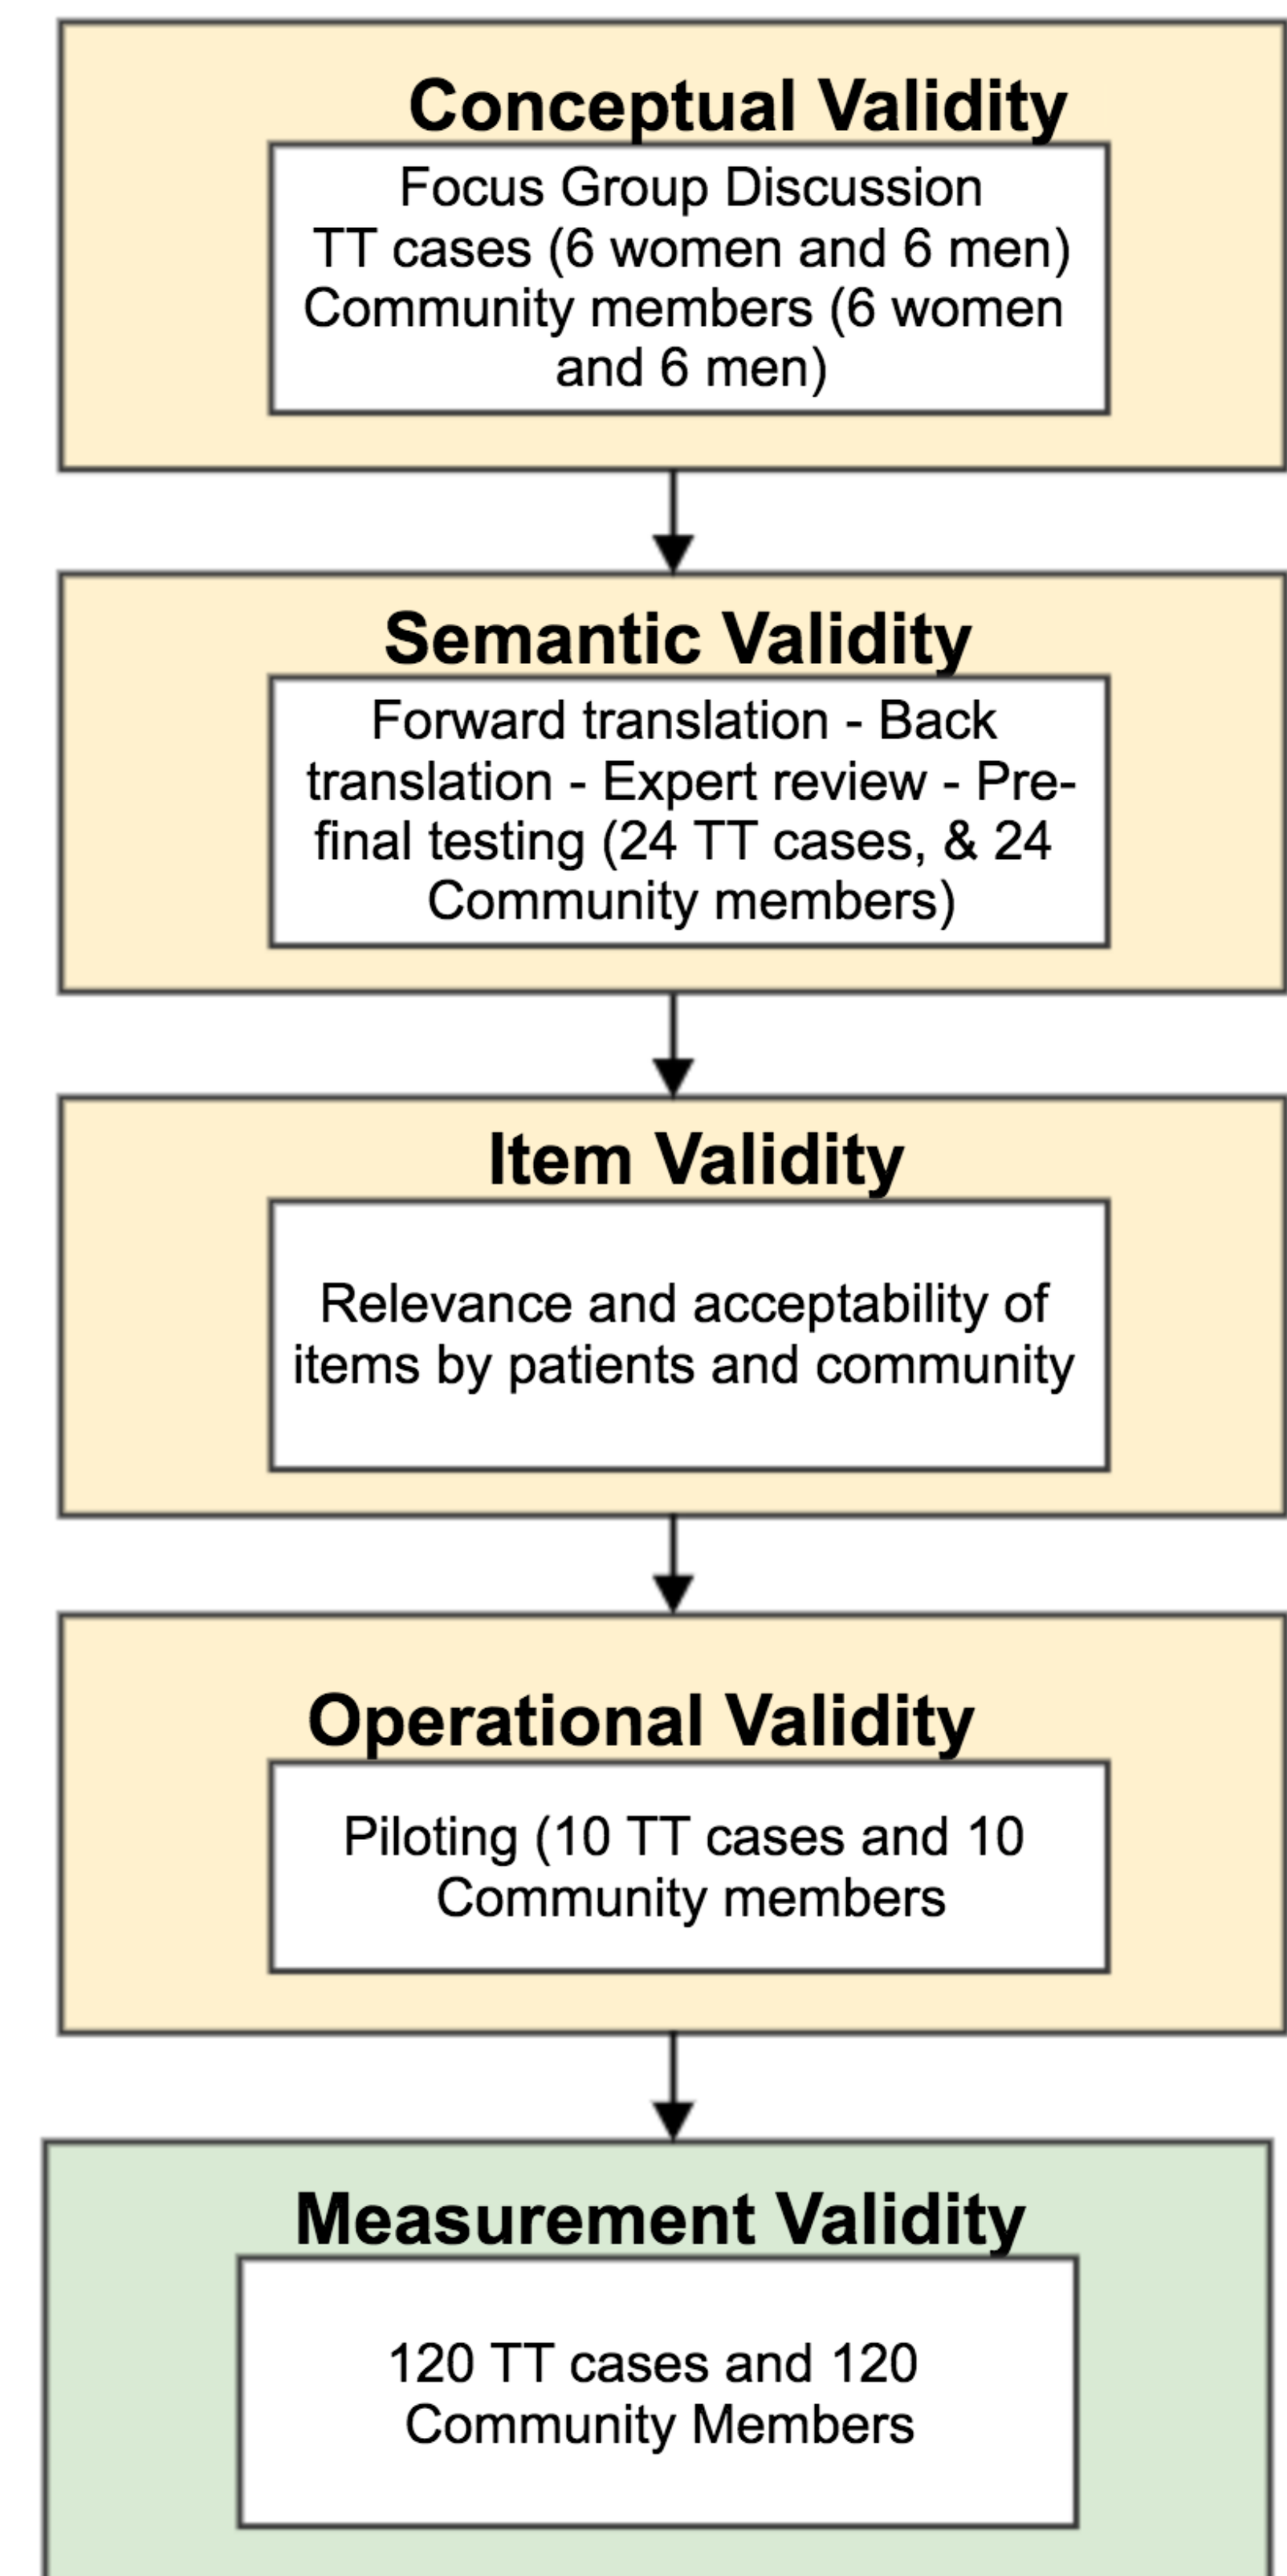 Conceptual Validity
Focus Group Discussion
TT cases (6 women and 6 men)
Community members (6 women
and 6 men)
Semantic Validity
Forward translation - Back
translation - Expert review - Pre-
final testing (24 TT cases, & 24
Community members)
Item Validity
Relevance and acceptability of
items by patients and community
Operational Validity
Piloting (10 TT cases and 10
Community members
Measurement Validity
120 TT cases and 120
Community Members